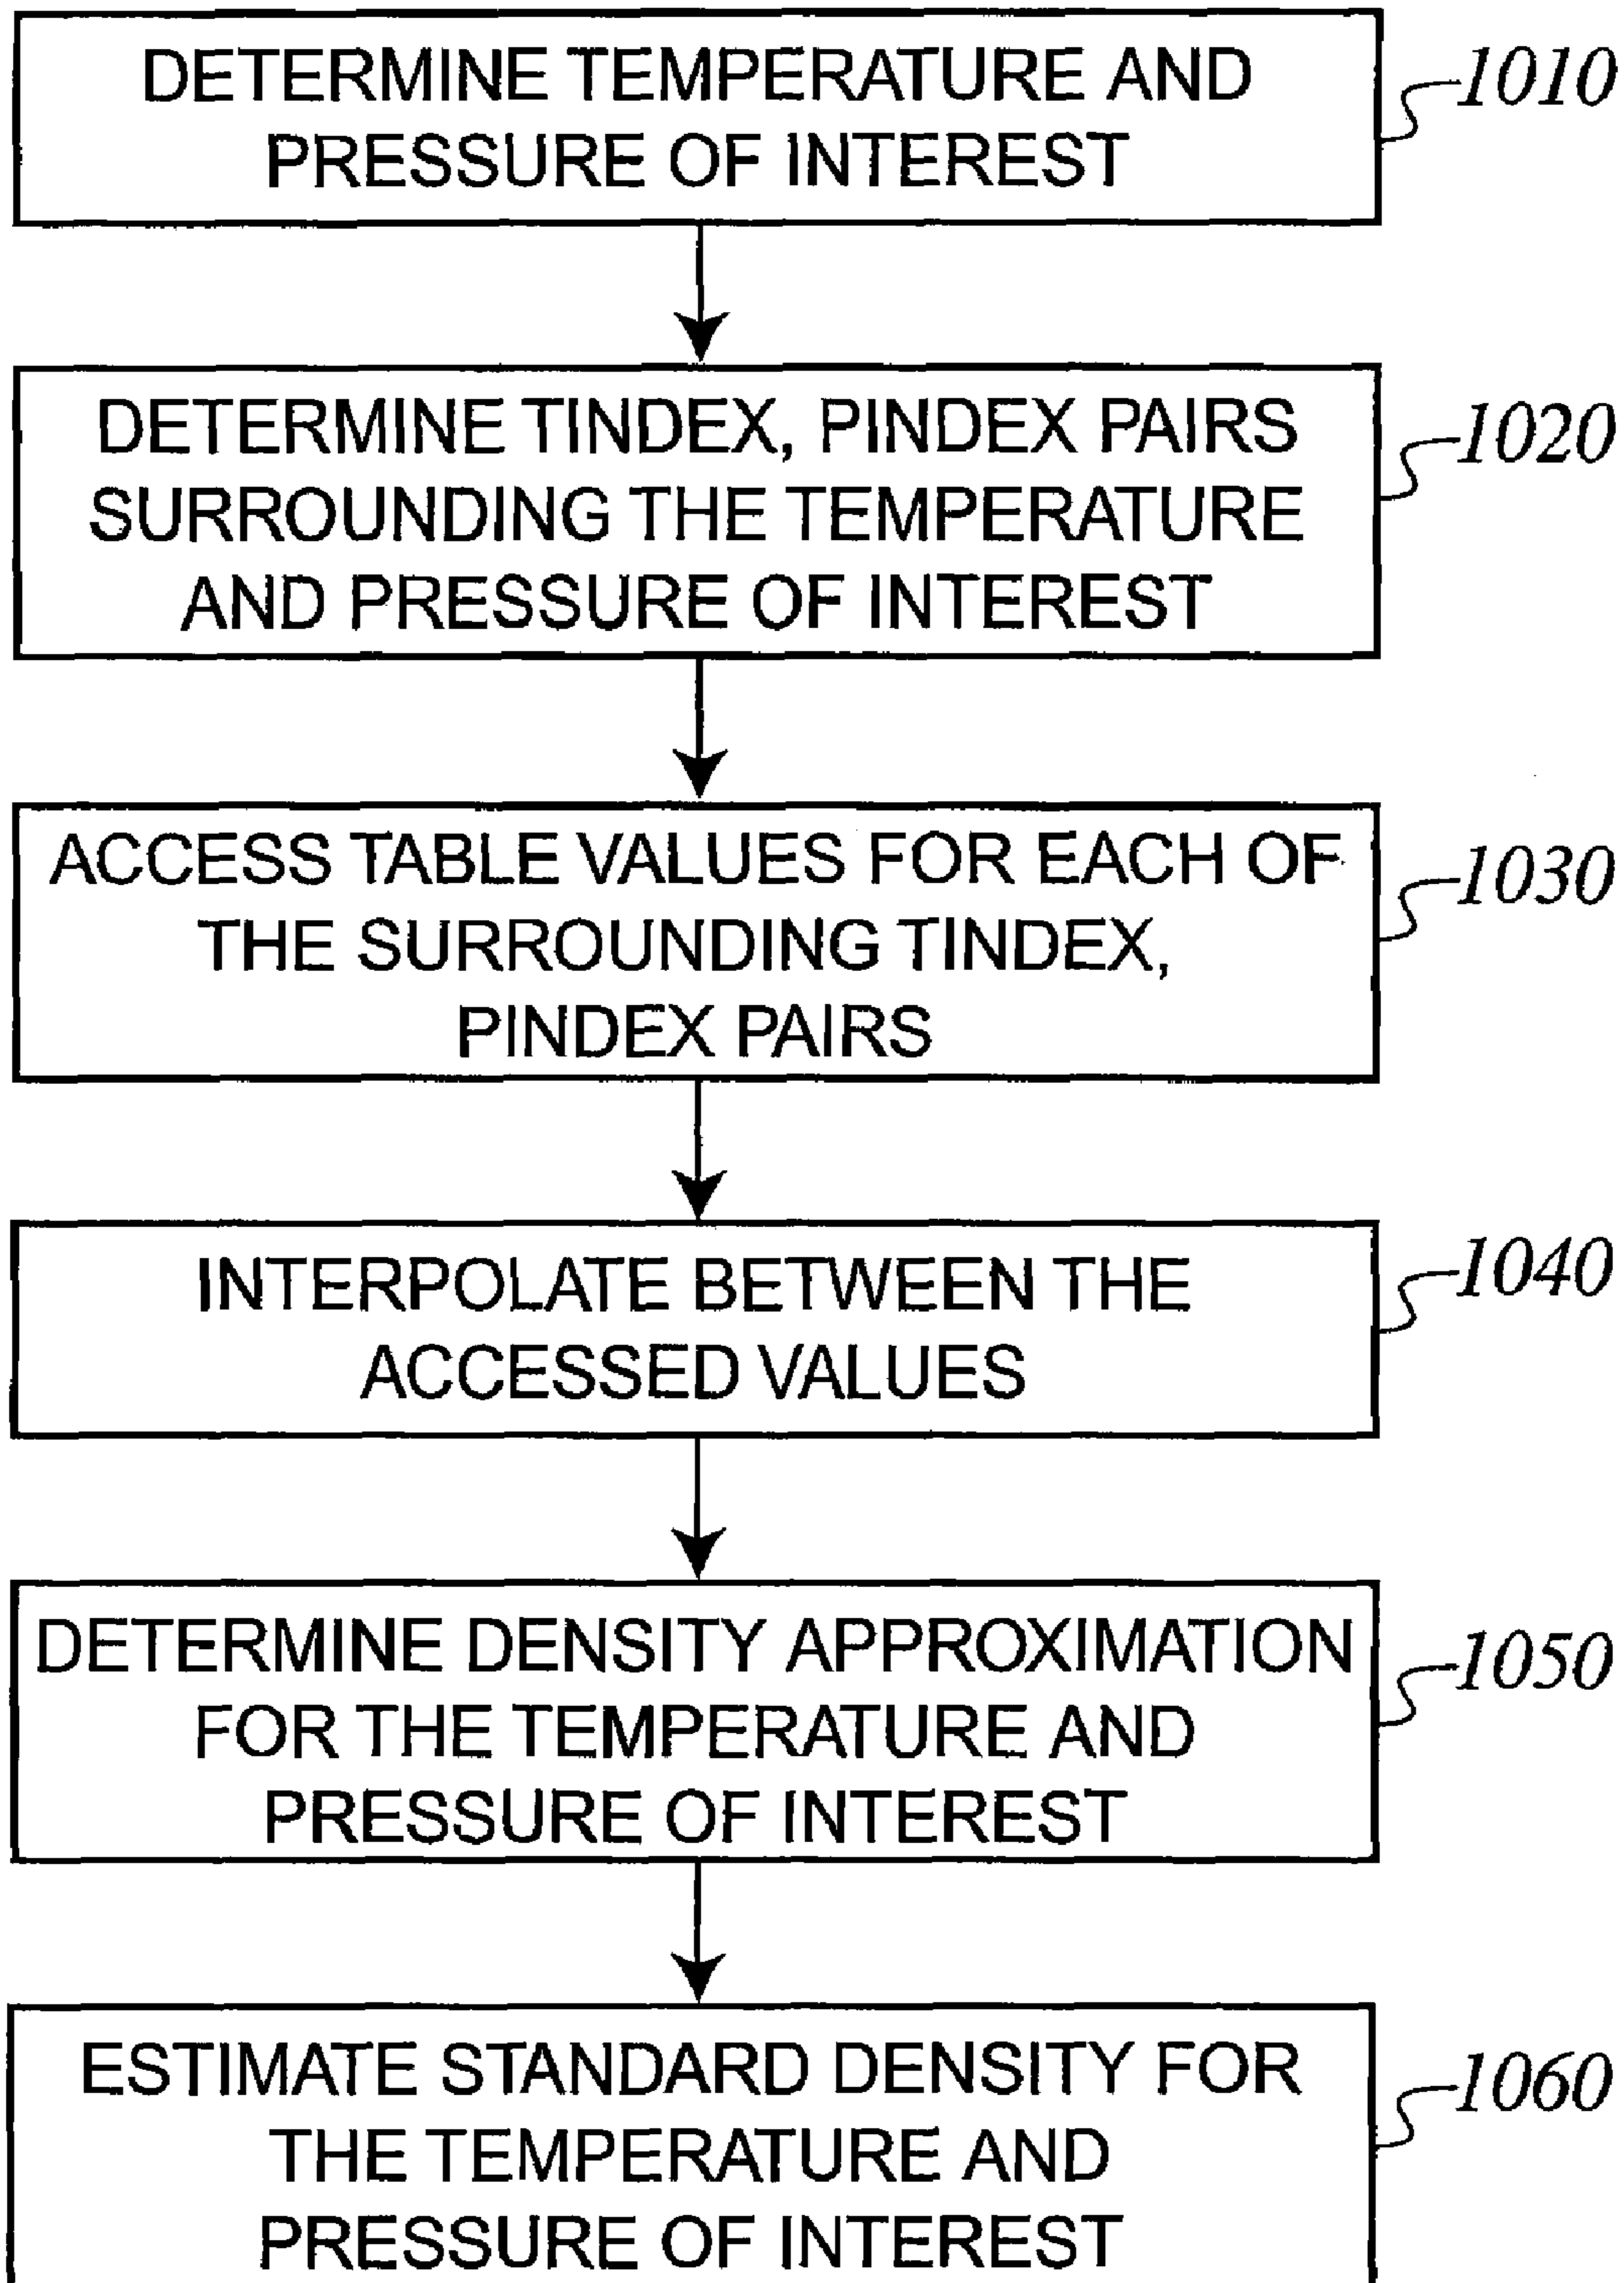 DETERMINE TEMPERATURE AND
PRESSURE OF INTEREST
1010
DETERMINE TINDEX, PINDEX PAIRS
SURROUNDING THE TEMPERATURE
AND PRESSURE OF INTEREST
1020
ACCESS TABLE VALUES FOR EACH OF
THE SURROUNDING TINDEX,
PINDEX PAIRS
1030
INTERPOLATE BETWEEN THE
ACCESSED VALUES
1040
DETERMINE DENSITY APPROXIMATION
FOR THE TEMPERATURE AND
PRESSURE OF INTEREST
1050
ESTIMATE STANDARD DENSITY FOR
THE TEMPERATURE AND
PRESSURE OF INTEREST
1060